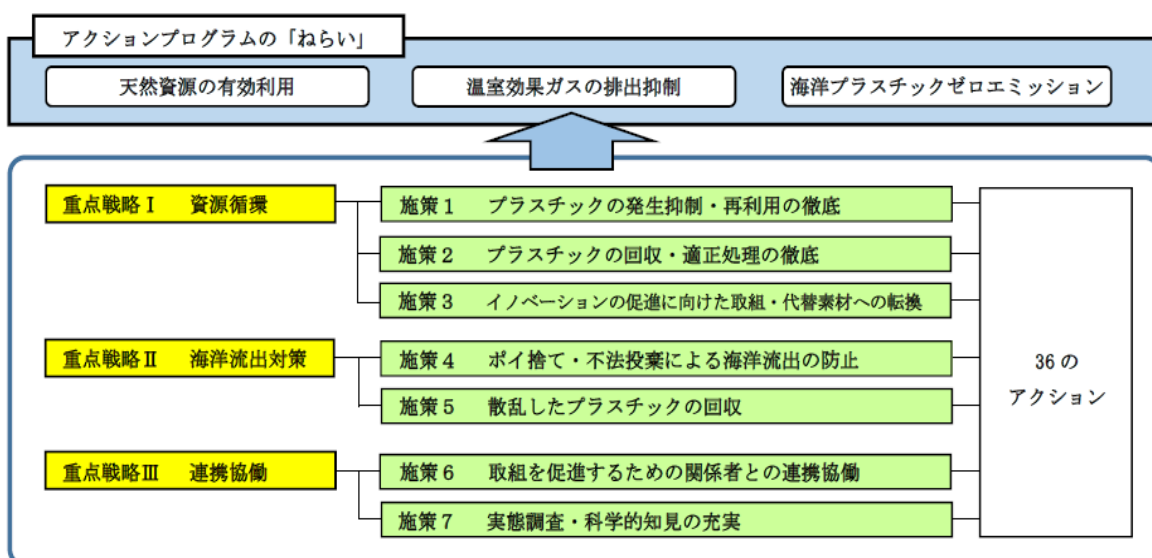 アクションプログラムの「ねらい」
天然資源の有効利用
温室効果ガスの排出抑制
海洋プラスチックゼロエミッション
重点戦略Ⅰ 資源循環
施策1 プラスチックの発生抑制・再利用の徹底
施策2 プラスチックの回収・適正処理の徹底
施策3 イノベーションの促進に向けた取組・代替素材への転換
重点戦略Ⅱ 海洋流出対策
施策4 ポイ捨て・不法投棄による海洋流出の防止
施策5 散乱したプラスチックの回収
重点戦略Ⅲ 連携協働
施策6 取組を促進するための関係者との連携協働
施策7 実態調査・科学的知見の充実
36の
アクション